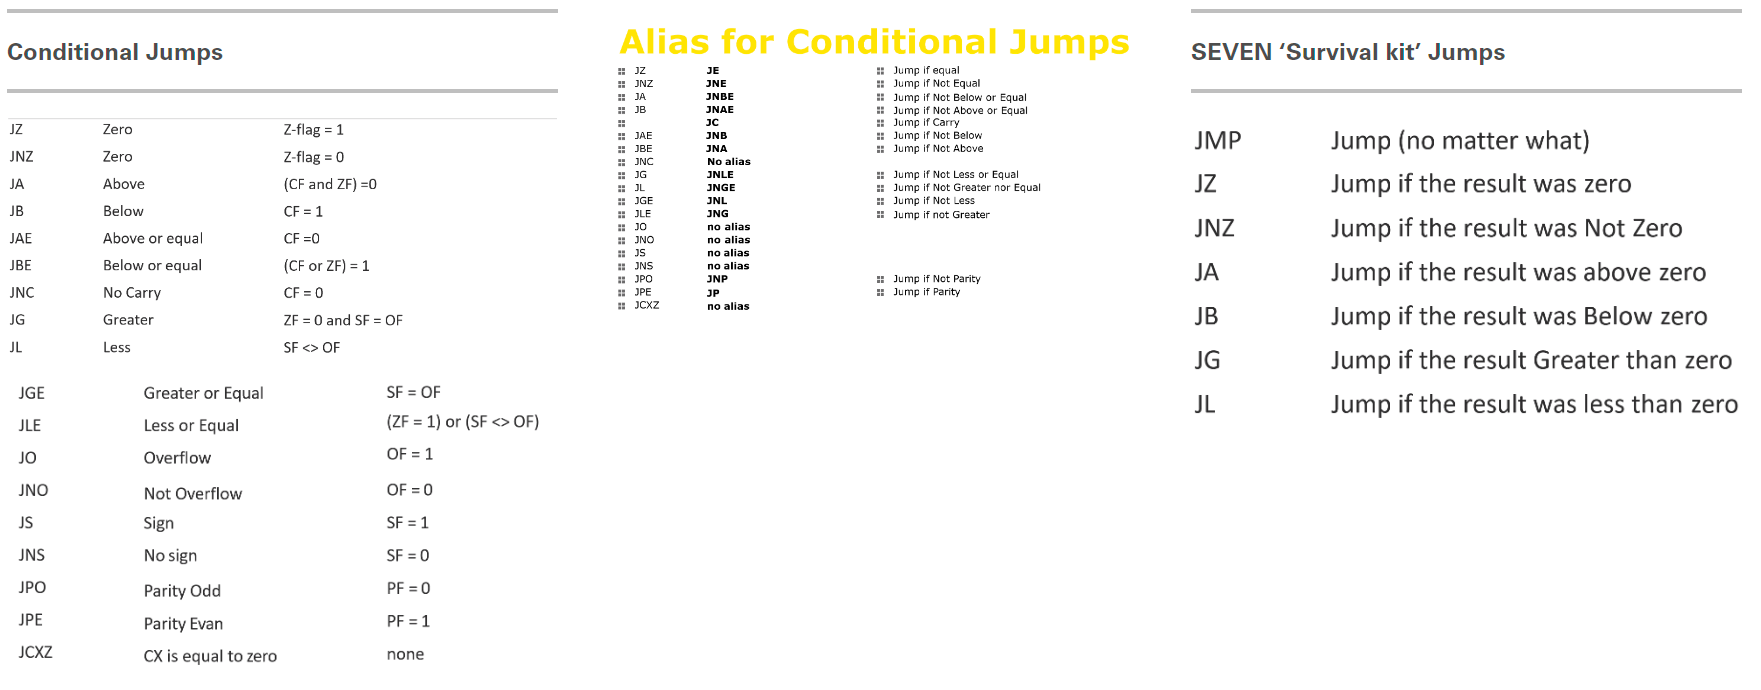 Conditional Jumps
JZ Zero Z-flag = 1
JNZ Zero Z-flag = 0
JA Above (CF and ZF) =0
JB Below CF = 1
JAE Above or equal CF =0
JBE Below or equal (CF or ZF) = 1
JNC No Carry CF = 0
JG Greater ZF = 0 and SF = OF
JL Less SF <> OF
JGE Greater or Equal SF = OF
JLE Less or Equal (ZF = 1) or (SF <> OF)
JO Overflow OF = 1
JNO Not Overflow OF = 0
JS Sign SF = 1
JNS No sign SF = 0
JPO Parity Odd PF = 0
JPE Parity Evan PF = 1
JCXZ CX is equal to zero none
Alias for Conditional Jumps
JZ JE Jump if equal
JNZ JNE Jump if Not Equal
JA JNBE Jump if Not Below or Equal
JB JNAE Jump if Not Above or Equal
JC Jump if Carry
JAE JNB Jump if Not Below
JBE JNA Jump if Not Above
JNC No alias
JG JNLE Jump if Not Less or Equal
JL JNGE Jump if Not Greater nor Equal
JGE JNL Jump if Not Less
JLE JNG Jump if not Greater
JO no alias
JNO no alias
JS no alias
JNS no alias
JPO JNP Jump if Not Parity
JPE JP Jump if Parity
JCXZ no alias
SEVEN ‘Survival kit’ Jumps
JMP Jump (no matter what)
JZ Jump if the result was zero
JNZ Jump if the result was Not Zero
JA Jump if the result was above zero
JB Jump if the result was Below zero
JG Jump if the result Greater than zero
JL Jump if the result was less than zero